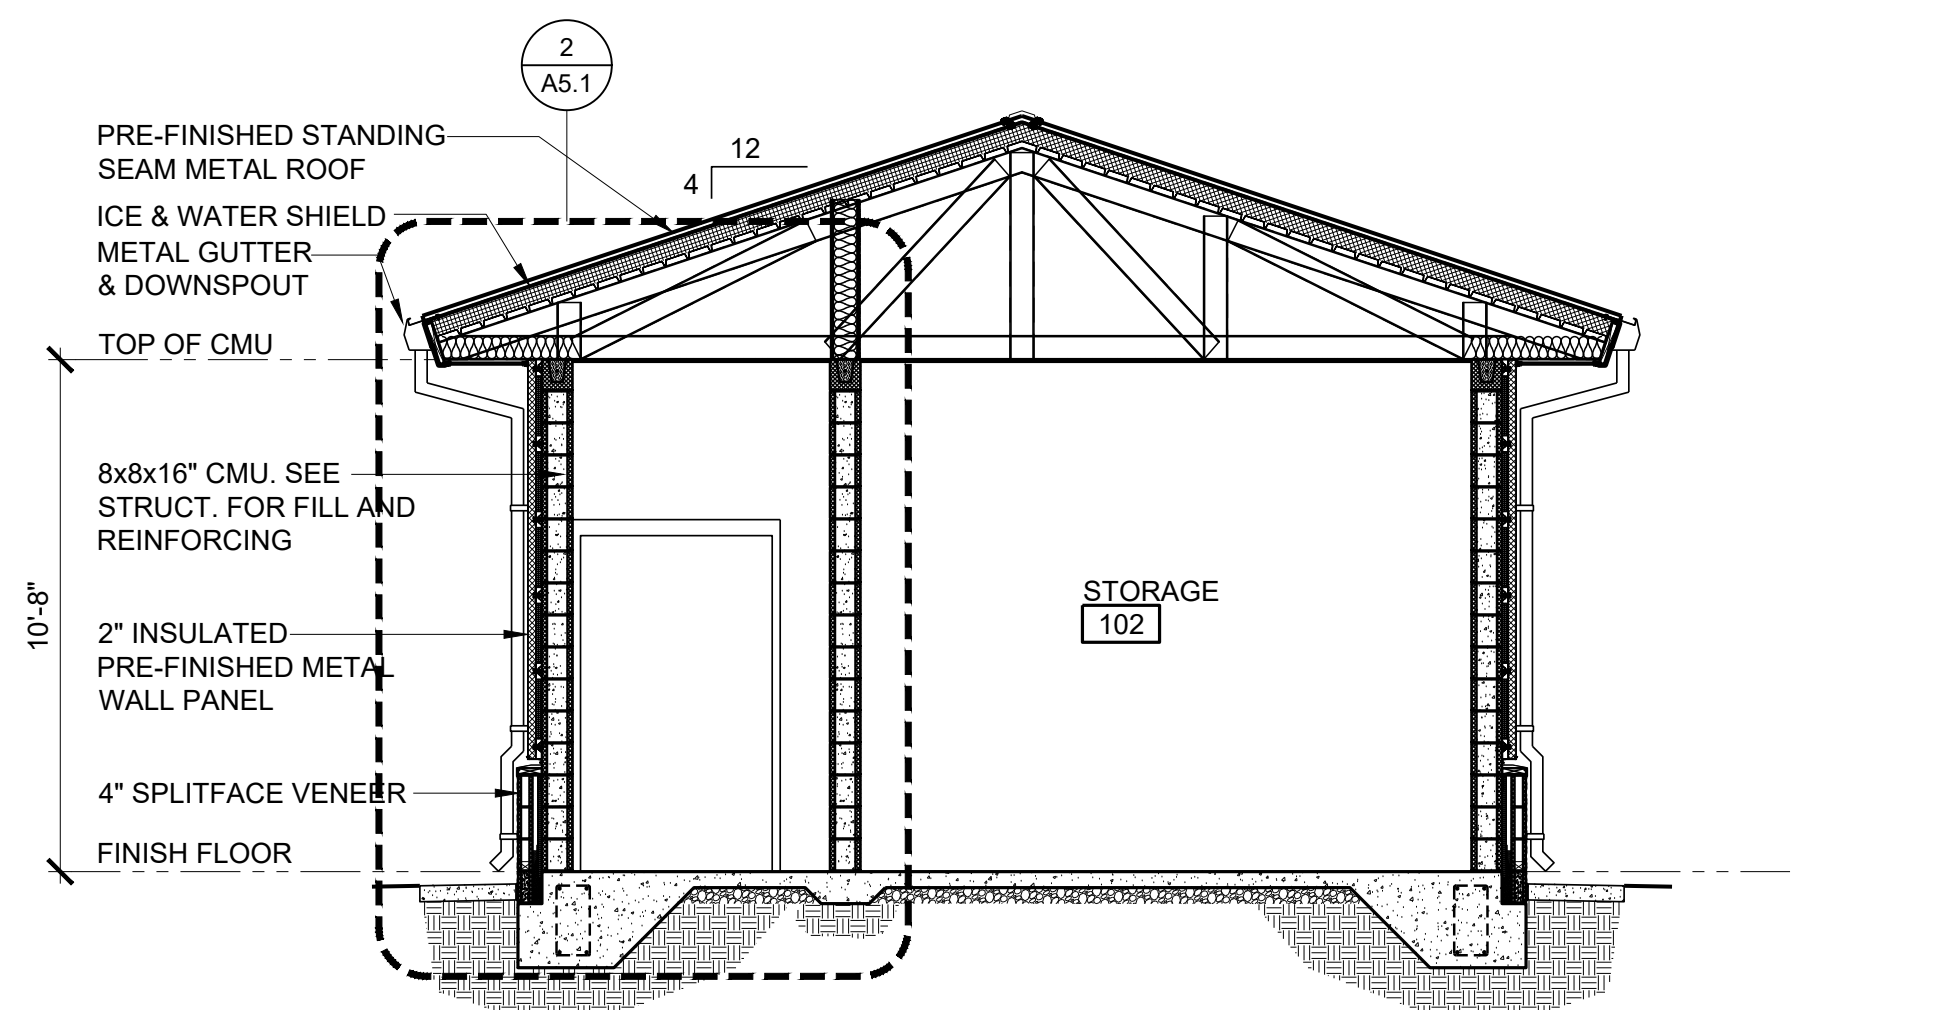 2
A5.1
PRE-FINISHED STANDING
SEAM METAL ROOF
12
4
ICE & WATER SHIELD
METAL GUTTER
& DOWNSPOUT
TOP OF CMU
8x8x16" CMU. SEE
STRUCT. FOR FILL AND
REINFORCING
10'-8"
STORAGE
102
2" INSULATED
PRE-FINISHED METAL
WALL PANEL
4" SPLITFACE VENEER
FINISH FLOOR